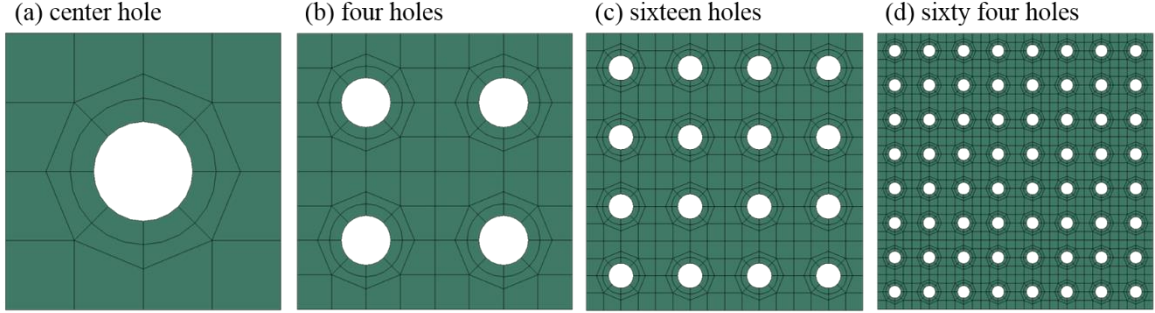 (a) center hole
(b) four holes
(c) sixteen holes
(d) sixty four holes